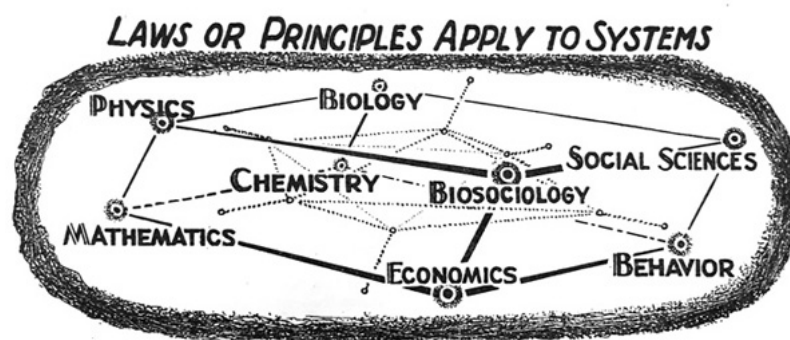 LAWS OR PRINCIPLES APPLY TO SYSTEMS
PHYSICS
BIOLOGY
SOCIAL SCIENCES
CHEMISTRY
BIOSOCIOLOGY
MATHEMATICS
ECONOMICS
BEHAVIOR